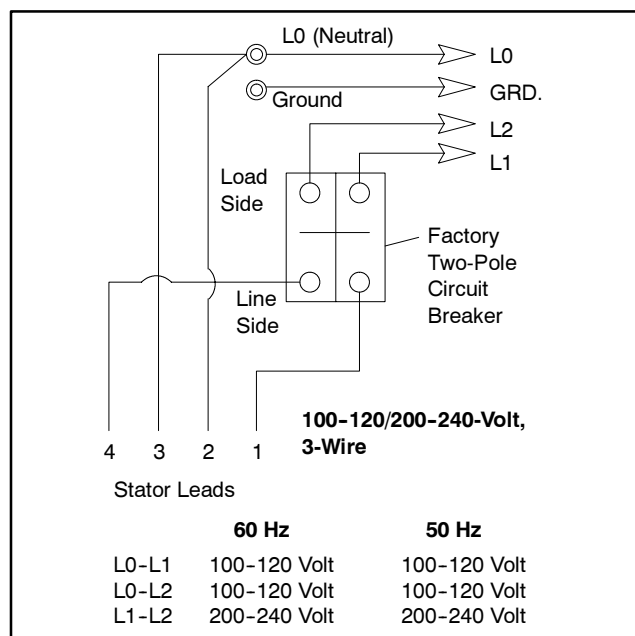 L0 (Neutral)
L0
Ground
GRD.
L2
L1
Load
Side
Factory
Two-Pole
Circuit
Breaker
Line
Side
100-120/200-240-Volt,
3-Wire
4 3 2 1
Stator Leads
60 Hz 50 Hz
L0-L1 100-120 Volt 100-120 Volt
L0-L2 100-120 Volt 100-120 Volt
L1-L2 200-240 Volt 200-240 Volt